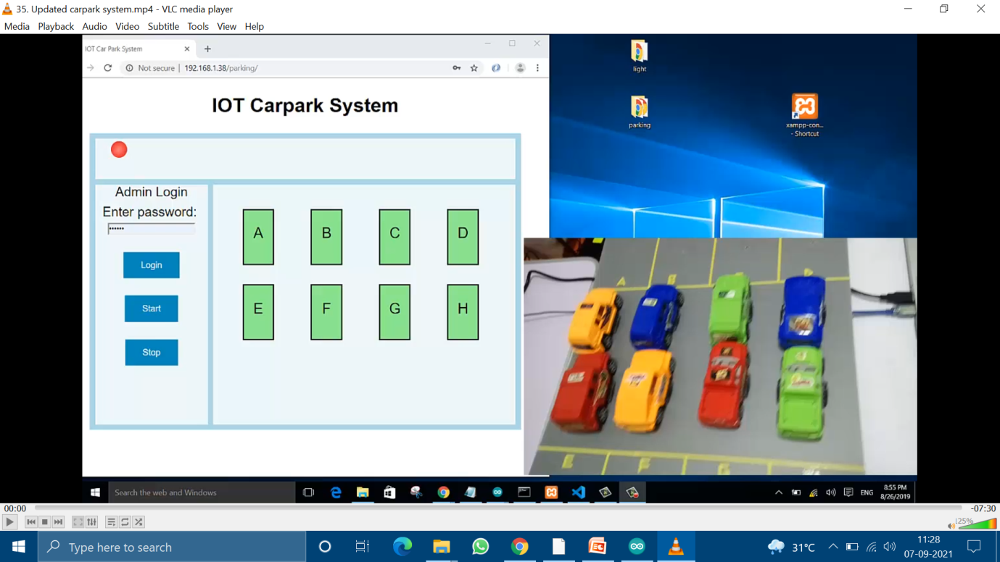 35. Updated carpark system.mp4 - VLC media player
Media Playback Audio Video Subtitle Tools View Help
IOT Car Park System
Not secure | 192.168.1.38/parking/
light
parking
xampp-con...
- Shortcut
IOT Carpark System
Admin Login
Enter password:
Login
Start
Stop
A B C D
E F G H
A B
E F G
Search the web and Windows
ENG
8:55 PM
8/26/2019
00:00
-07:30
125%
Type here to search
31°C
11:28
07-09-2021